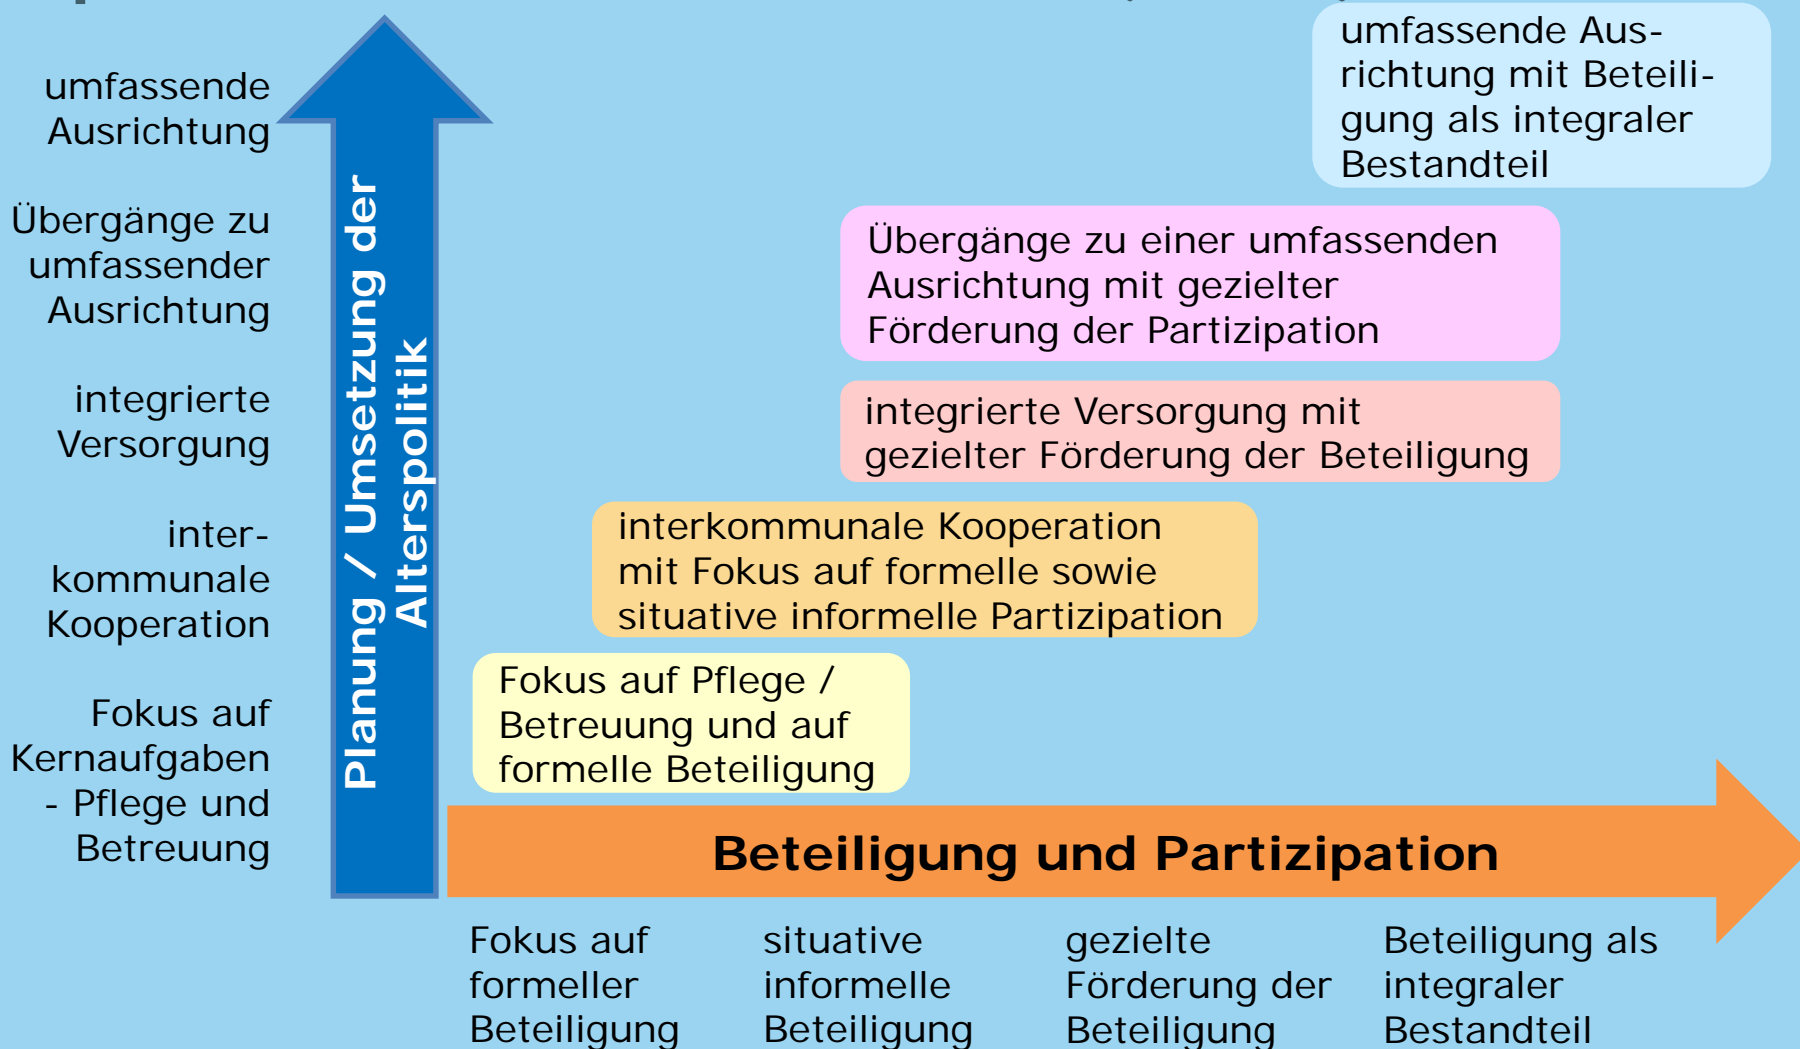 umfassende
Ausrichtung
Übergänge zu
umfassender
Ausrichtung
integrierte
Versorgung
inter-
kommunale
Kooperation
Fokus auf
Kernaufgaben
- Pflege und
Betreuung
Planung / Umsetzung der
Alterspolitik
umfassende Aus-
richtung mit Beteili-
gung als integraler
Bestandteil
Übergänge zu einer umfassenden
Ausrichtung mit gezielter
Förderung der Partizipation
integrierte Versorgung mit
gezielter Förderung der Beteiligung
interkommunale Kooperation
mit Fokus auf formelle sowie
situative informelle Partizipation
Fokus auf Pflege /
Betreuung und auf
formelle Beteiligung
Beteiligung und Partizipation
Fokus auf
formeller
Beteiligung
situative
informelle
Beteiligung
gezielte
Förderung der
Beteiligung
Beteiligung als
integraler
Bestandteil